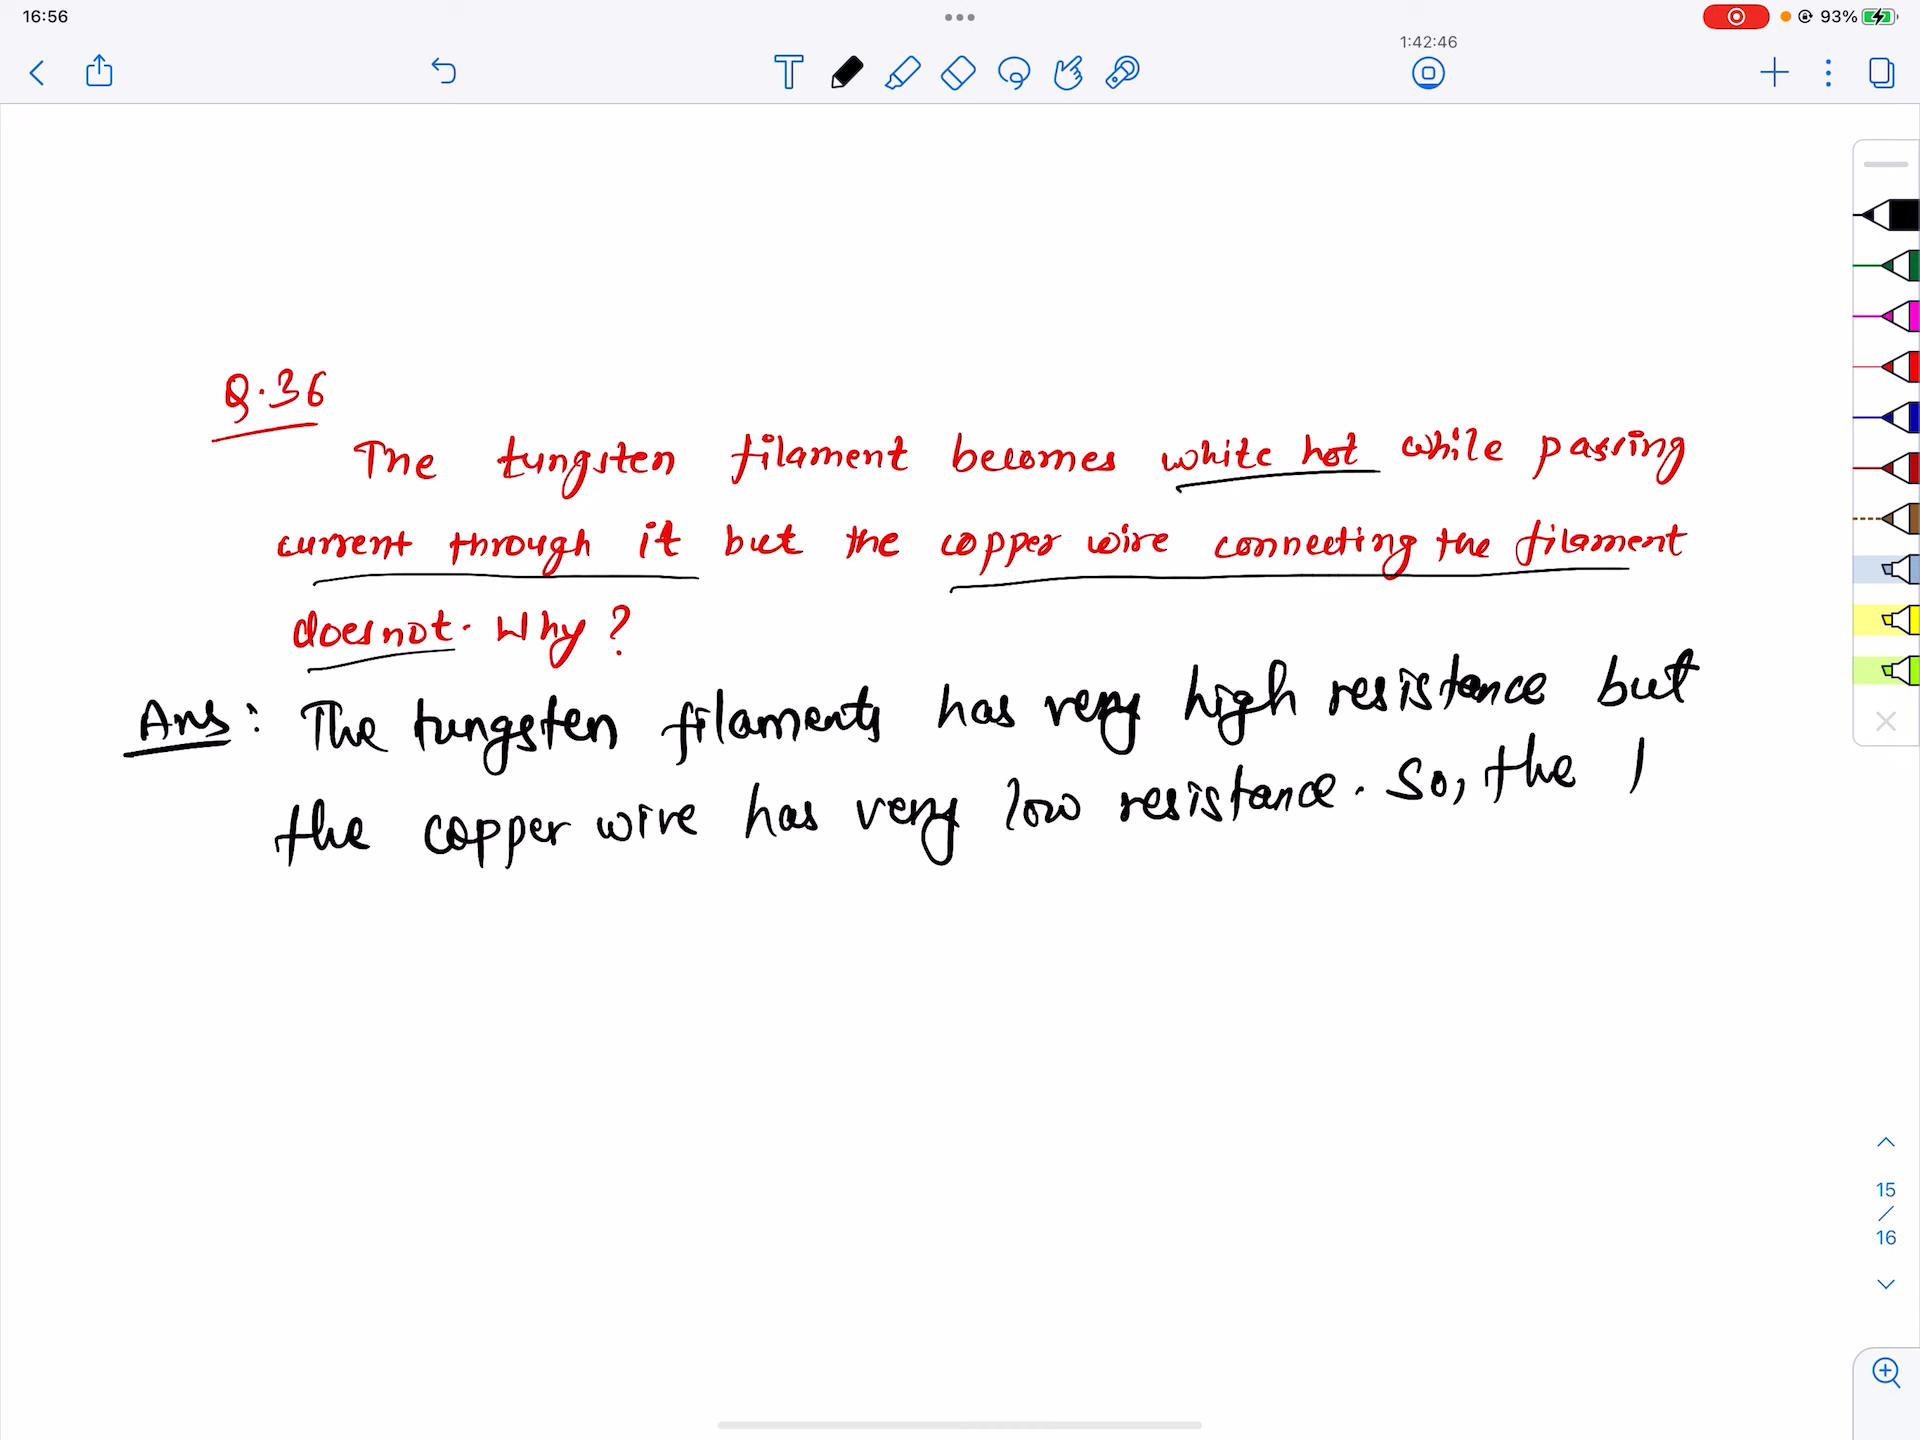 16:56
93%
1:42:46
Q.36
The tungsten filament becomes white hot while passing
current through it but the copper wire connecting the filament
does not. Why?
Ans: The tungsten filaments has very high resistance but
the copper wire has very low resistance. So, the
15
/
16